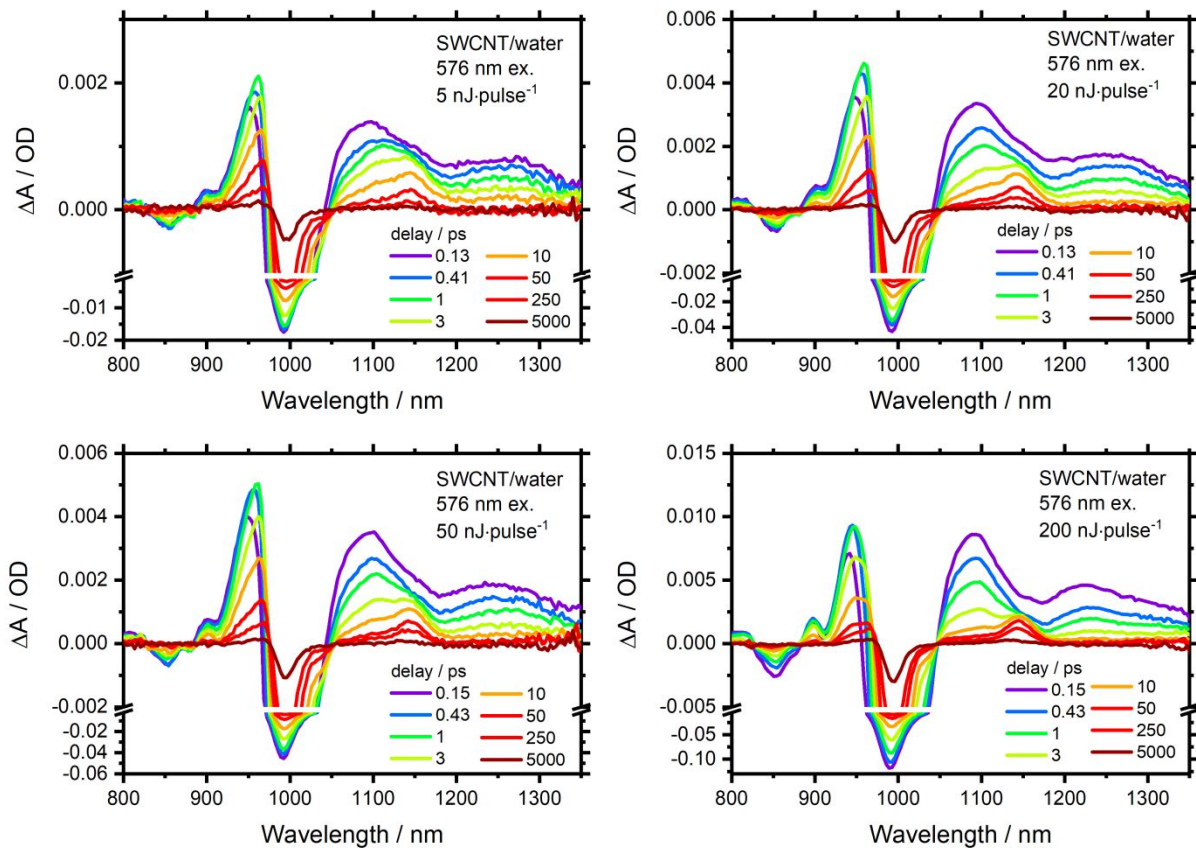 SWCNT/water
576 nm ex.
5 nJ·pulse⁻¹
0.002
0.000
-0.01
-0.02
ΔA / OD
delay / ps
0.13 10
0.41 50
1 250
3 5000
800 900 1000 1100 1200 1300
Wavelength / nm
SWCNT/water
576 nm ex.
20 nJ·pulse⁻¹
0.006
0.004
0.002
0.000
-0.002
-0.02
-0.04
ΔA / OD
delay / ps
0.13 10
0.41 50
1 250
3 5000
800 900 1000 1100 1200 1300
Wavelength / nm
SWCNT/water
576 nm ex.
50 nJ·pulse⁻¹
0.006
0.004
0.002
0.000
-0.002
-0.02
-0.04
-0.06
ΔA / OD
delay / ps
0.15 10
0.43 50
1 250
3 5000
800 900 1000 1100 1200 1300
Wavelength / nm
SWCNT/water
576 nm ex.
200 nJ·pulse⁻¹
0.015
0.010
0.005
0.000
-0.005
-0.05
-0.10
ΔA / OD
delay / ps
0.15 10
0.43 50
1 250
3 5000
800 900 1000 1100 1200 1300
Wavelength / nm